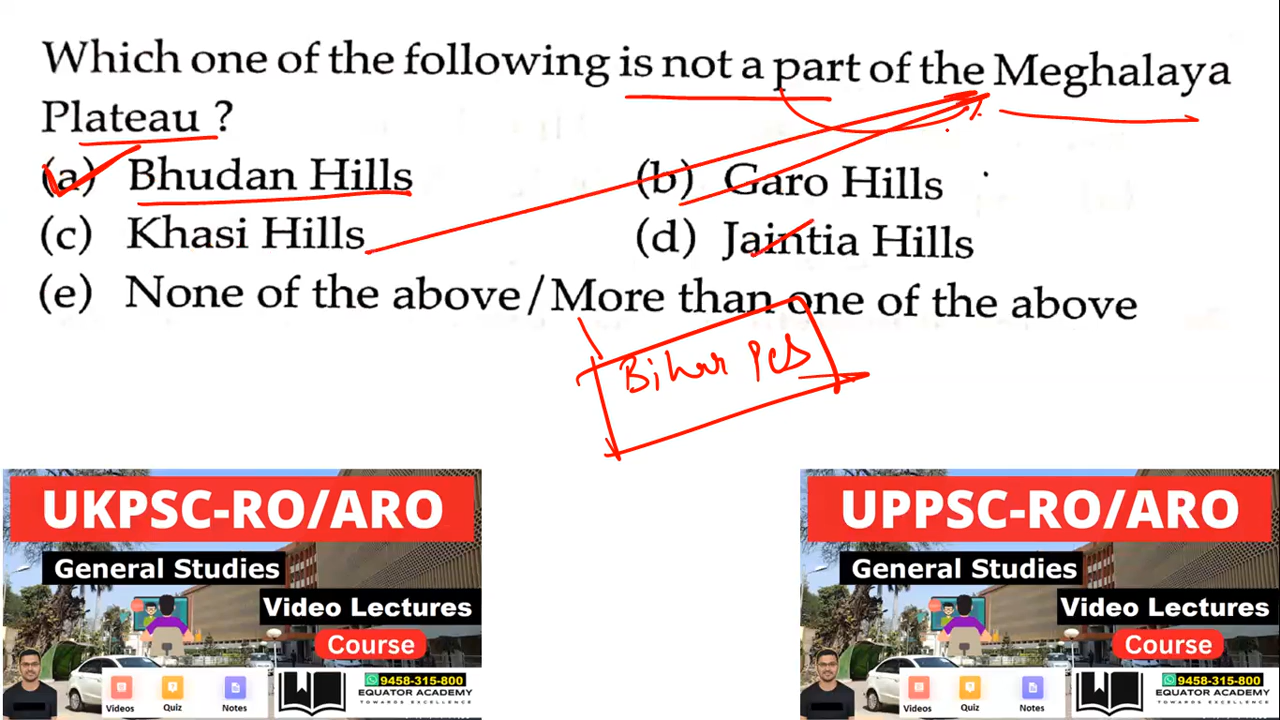 Which one of the following is not a part of the Meghalaya
Plateau ?
(a) Bhudan Hills (b) Garo Hills
(c) Khasi Hills (d) Jaintia Hills
(e) None of the above/More than one of the above
Bihar Pcs
UKPSC-RO/ARO
General Studies
Video Lectures
Course
9458-315-800
EQUATOR ACADEMY
TOWARDS EXCELLENCE
Videos Quiz Notes
UPPSC-RO/ARO
General Studies
Video Lectures
Course
9458-315-800
EQUATOR ACADEMY
TOWARDS EXCELLENCE
Videos Quiz Notes